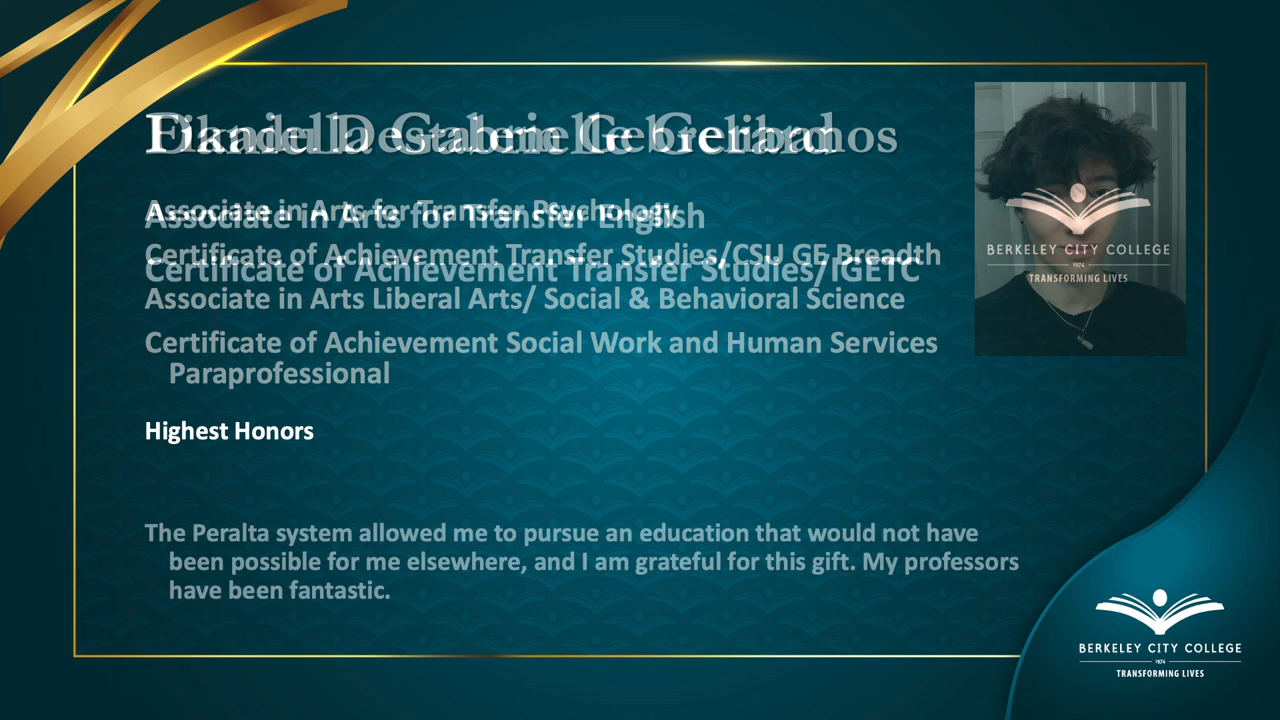 Associate in Arts for Transfer Psychology
Associate in Arts for Transfer English
Certificate of Achievement Transfer Studies/CSU GE Breadth
Certificate of Achievement Transfer Studies/IGETC
Associate in Arts Liberal Arts/ Social & Behavioral Science
Certificate of Achievement Social Work and Human Services
Paraprofessional
Highest Honors
The Peralta system allowed me to pursue an education that would not have
been possible for me elsewhere, and I am grateful for this gift. My professors
have been fantastic.
BERKELEY CITY COLLEGE
1974
TRANSFORMING LIVES
BERKELEY CITY COLLEGE
1974
TRANSFORMING LIVES